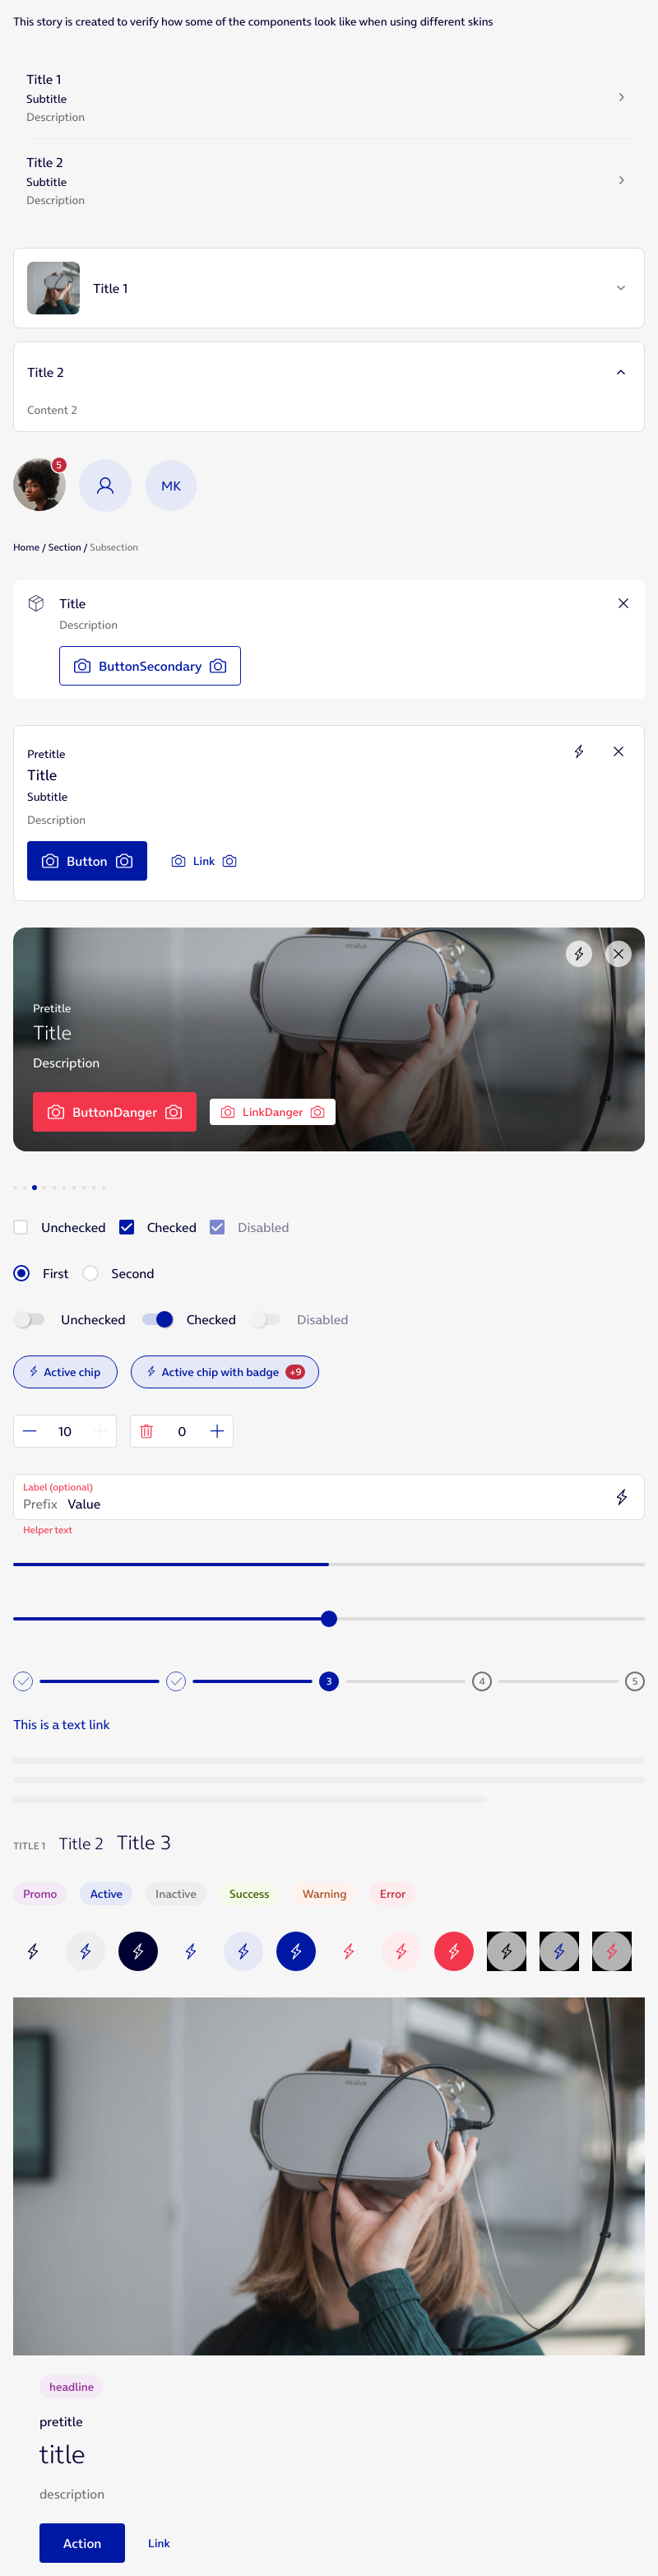 This story is created to verify how some of the components look like when using different skins
Title 1
Subtitle
Description
Title 2
Subtitle
Description
Title 1
Title 2
Content 2
5
MK
Home / Section / Subsection
Title
Description
ButtonSecondary
Pretitle
Title
Subtitle
Description
Button Link
oculus
Pretitle
Title
Description
ButtonDanger LinkDanger
Unchecked Checked Disabled
First Second
Unchecked Checked Disabled
Active chip Active chip with badge +9
10 0
Label (optional)
Prefix Value
Helper text
3 4 5
This is a text link
TITLE 1 Title 2 Title 3
Promo Active Inactive Success Warning Error
oculus
headline
pretitle
title
description
Action Link